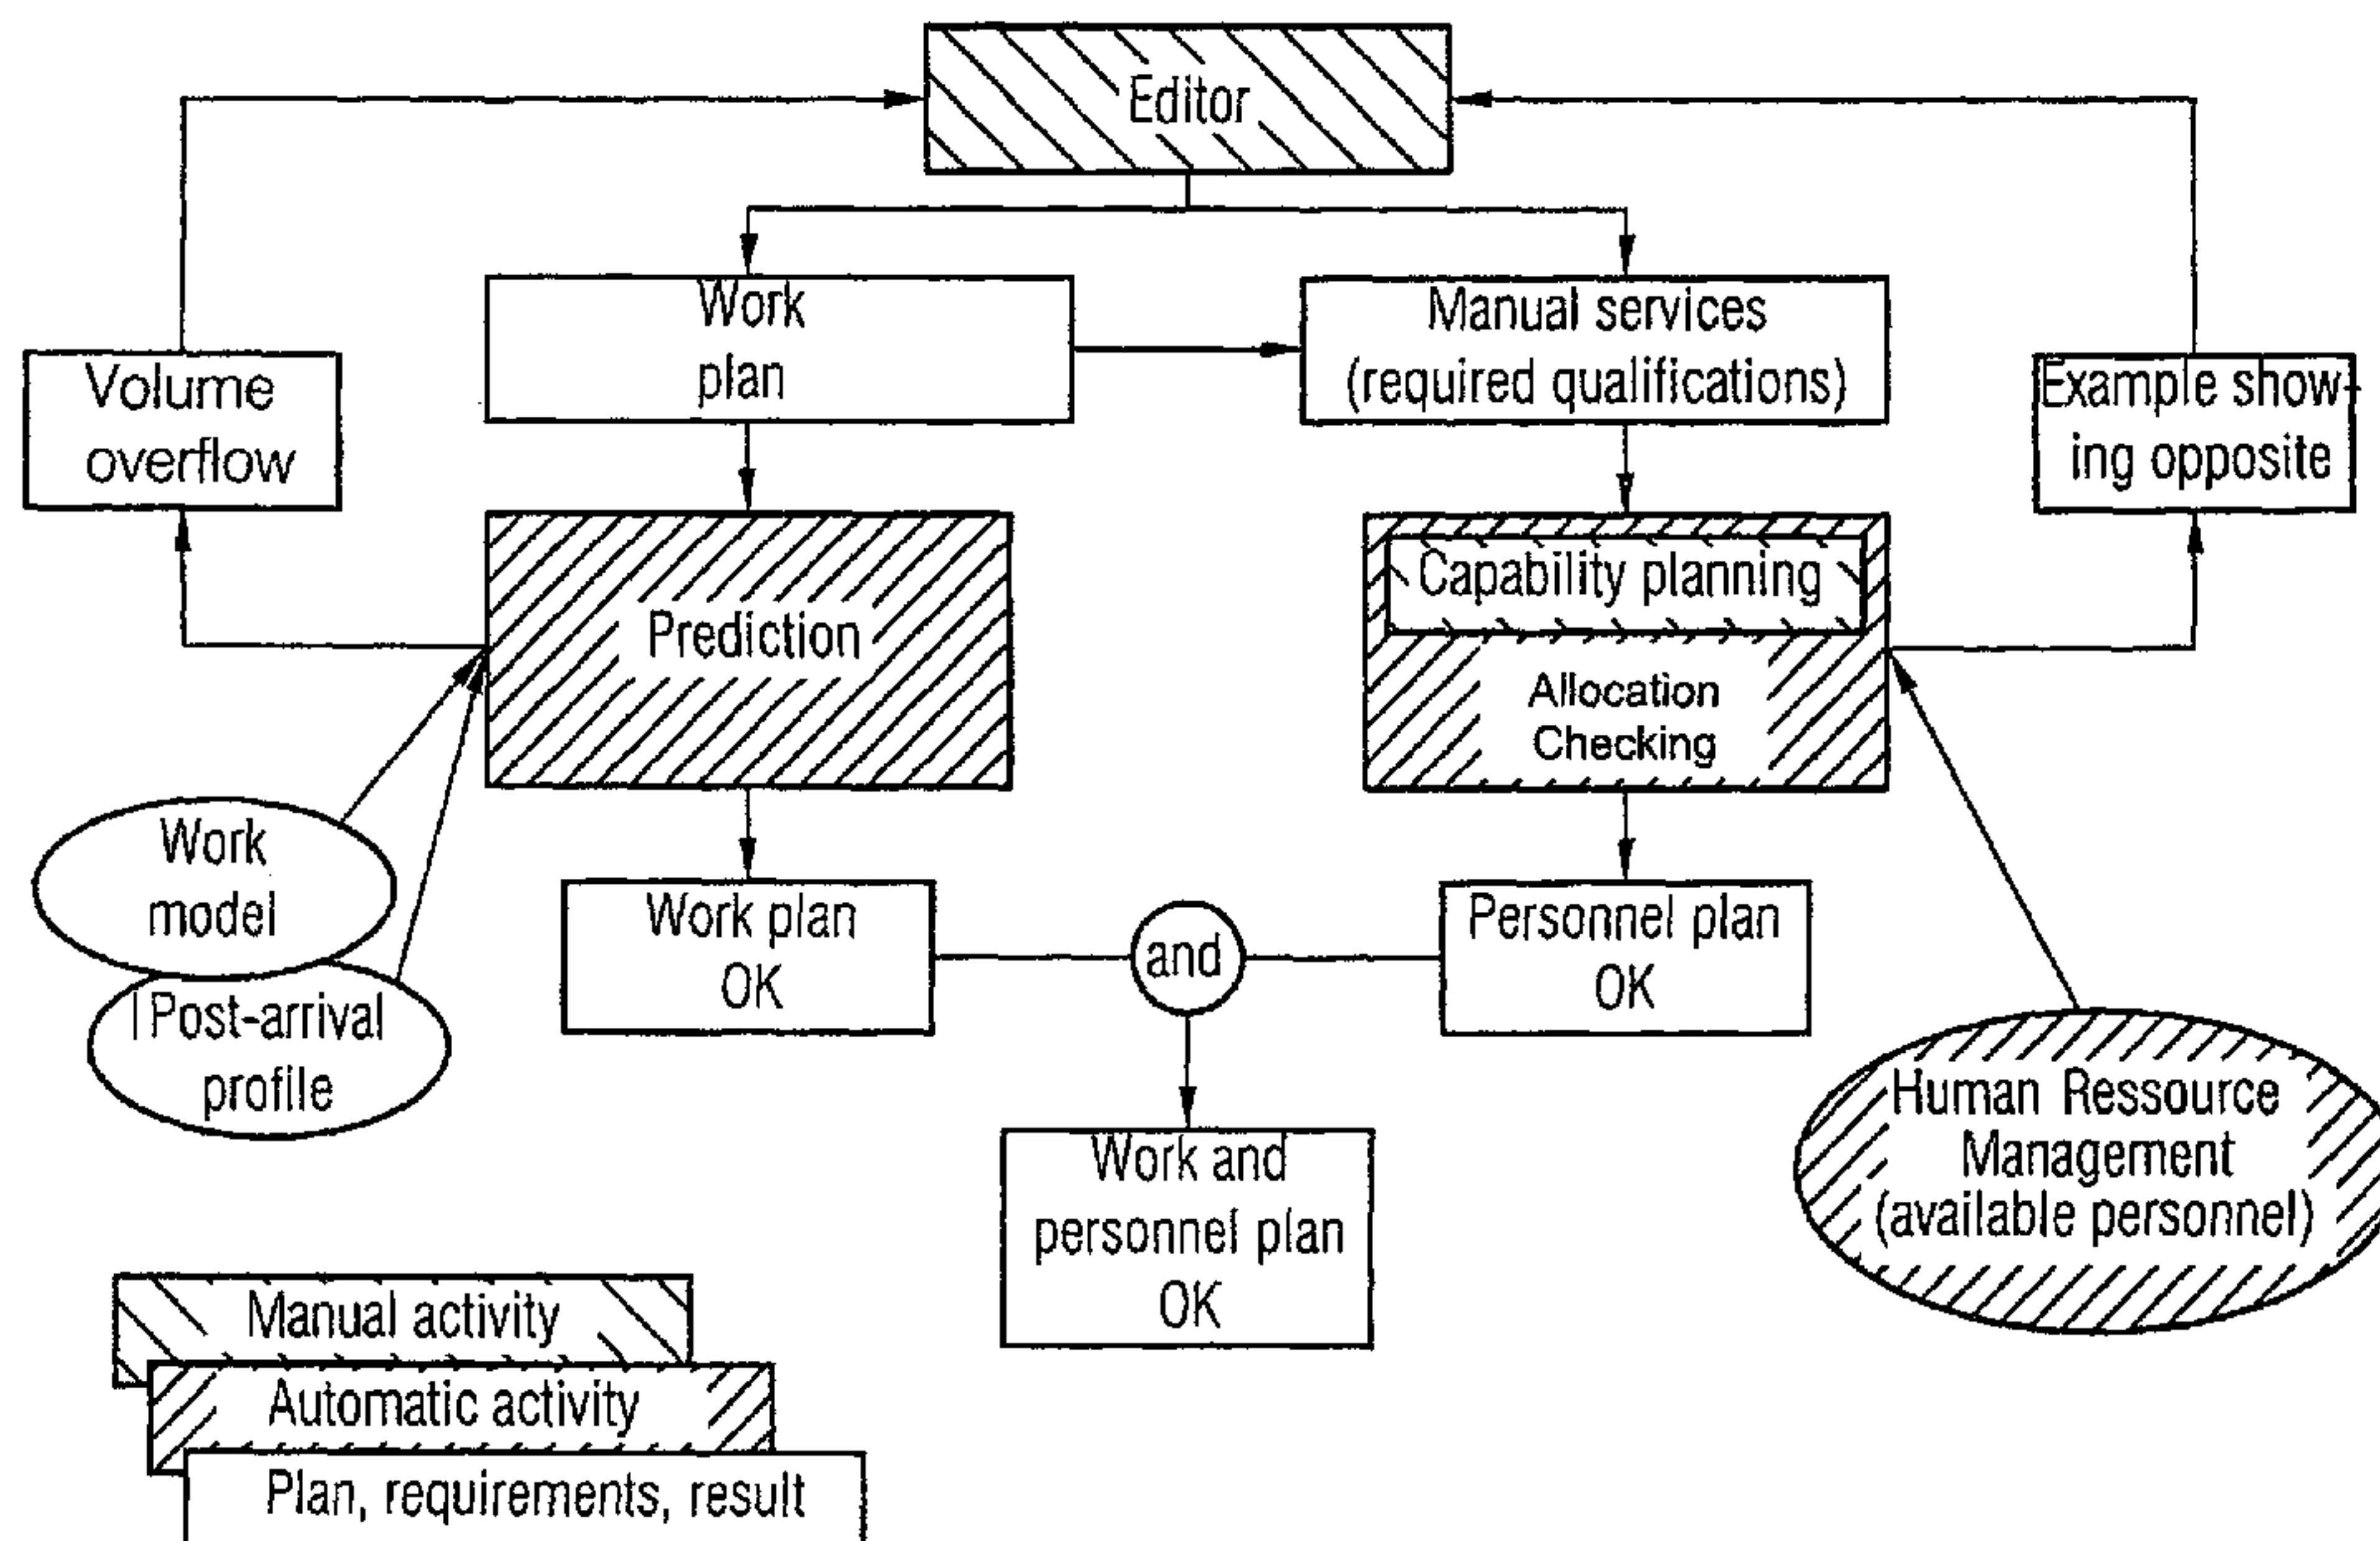 Editor
Work
plan
Manual services
(required qualifications)
Volume
overflow
Example show-
ing opposite
Prediction
Capability planning
Allocation
Checking
Work
model
Post-arrival
profile
Work plan
OK
and
Personnel plan
OK
Human Ressource
Management
(available personnel)
Work and
personnel plan
OK
Manual activity
Automatic activity
Plan, requirements, result